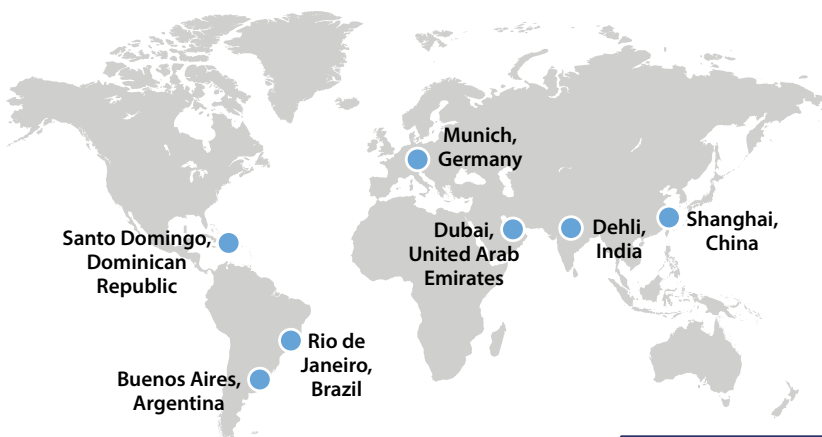 Munich,
Germany
Santo Domingo,
Dominican
Republic
Dubai,
United Arab
Emirates
Dehli,
India
Shanghai,
China
Rio de
Janeiro,
Brazil
Buenos Aires,
Argentina